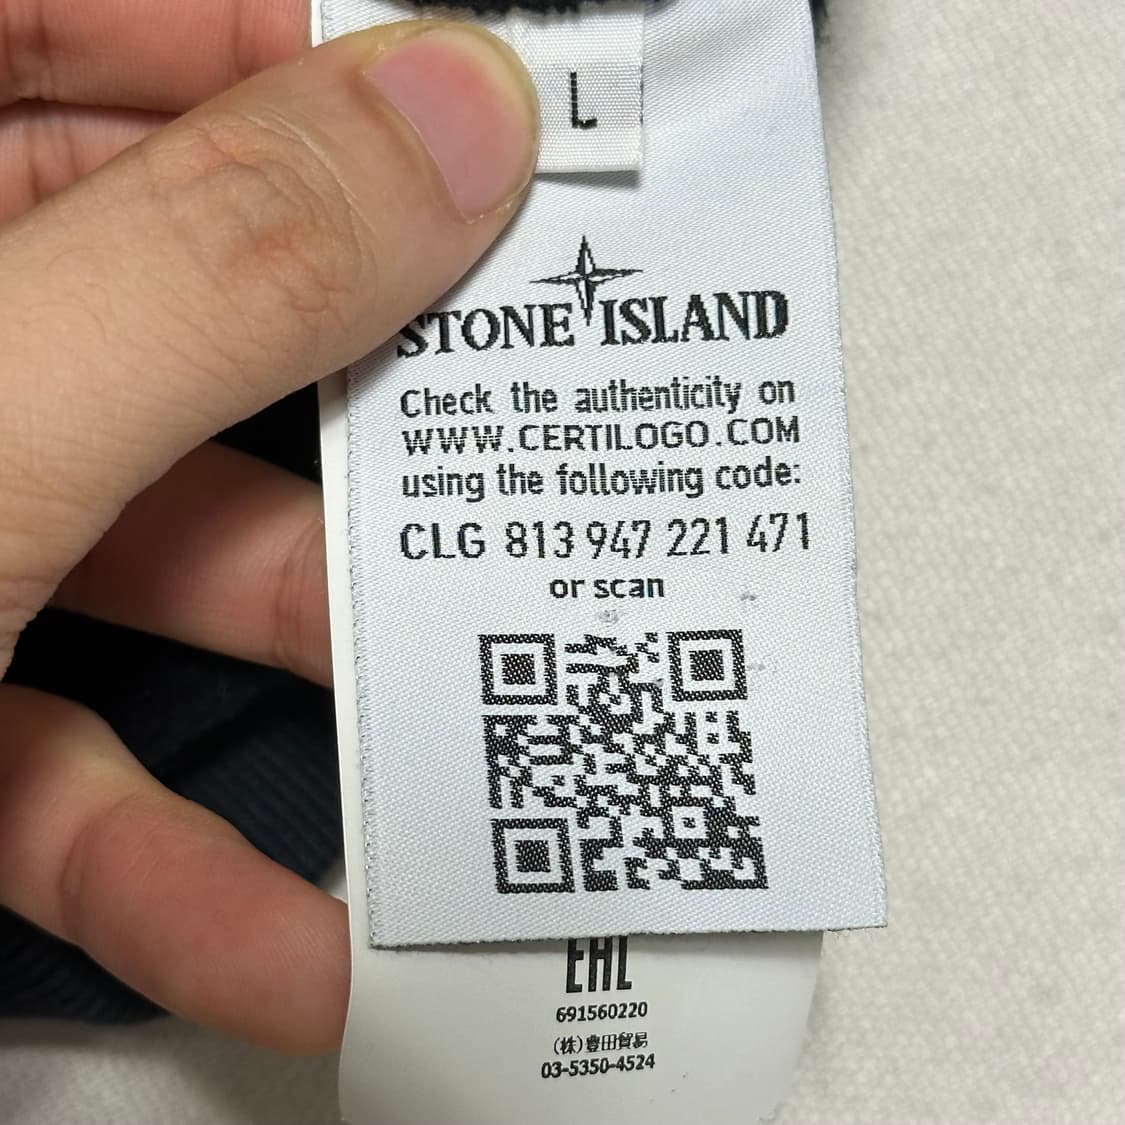 L
STONE ISLAND
Check the authenticity on
WWW.CERTILOGO.COM
using the following code:
CLG 813 947 221 471
or scan
EAC
691560220
(株)豊田貿易
03-5350-4524